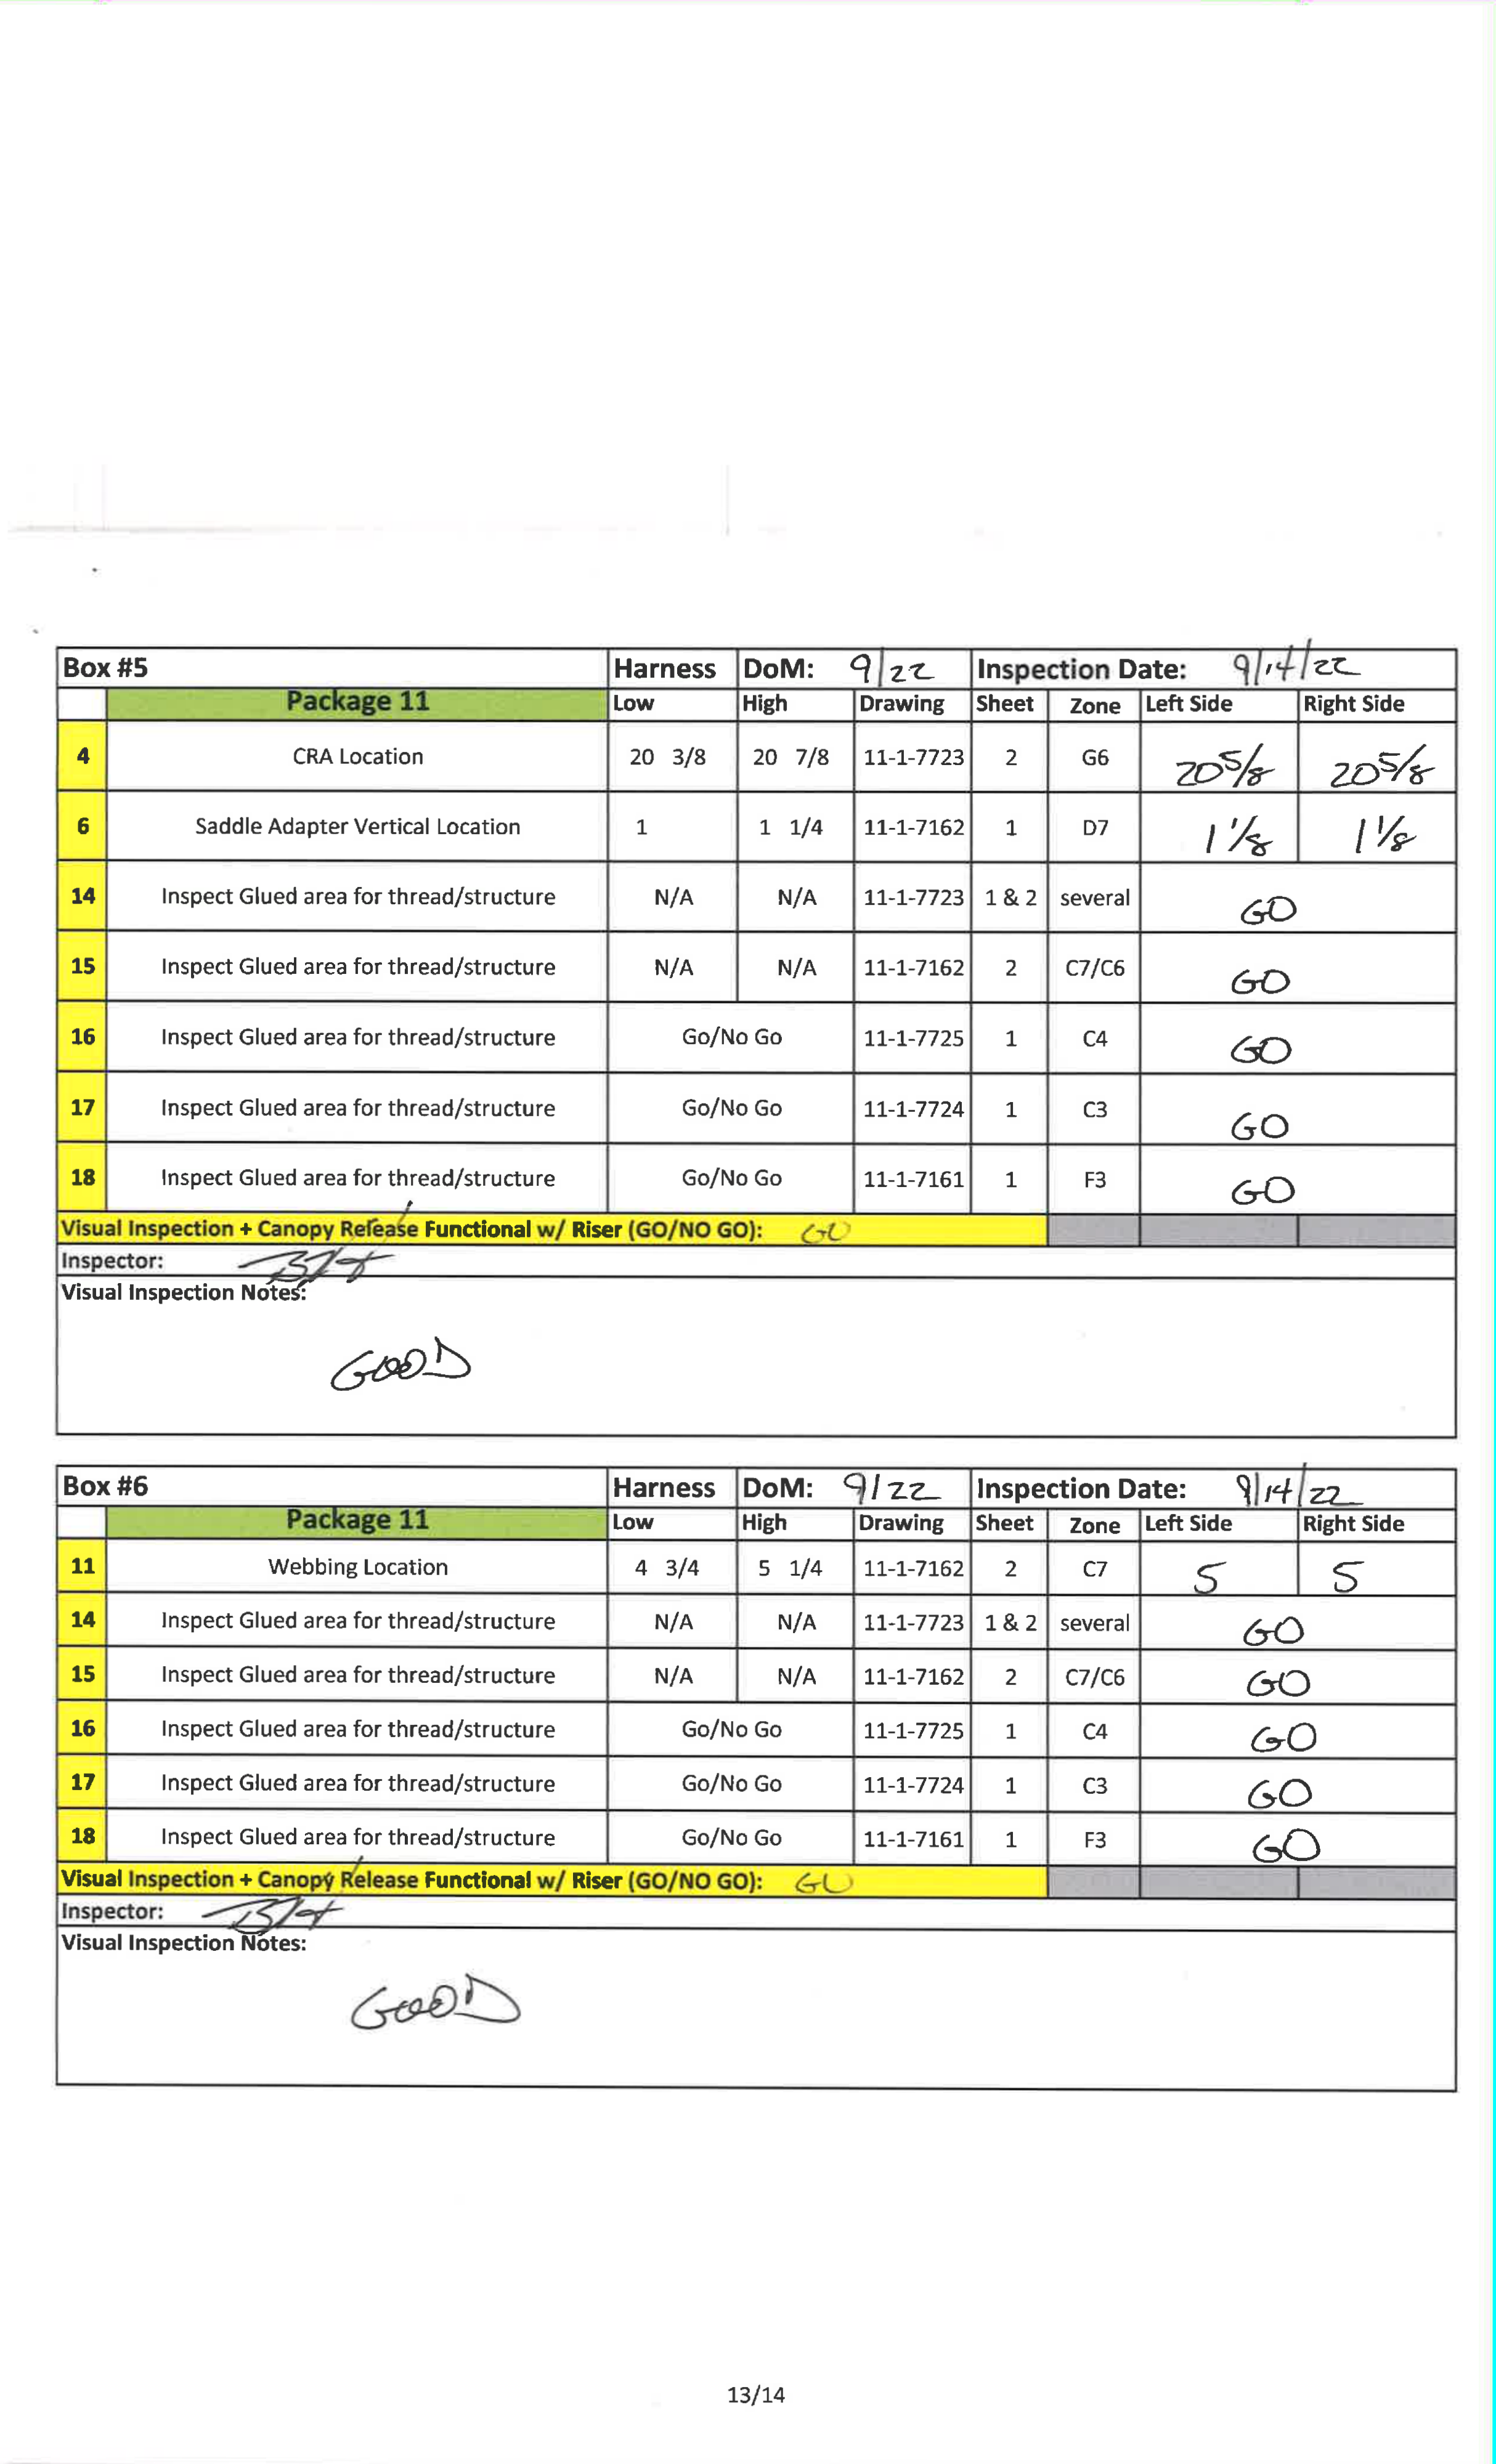 Box #5 Harness DoM: 9/22 Inspection Date: 9/14/22
Package 11 Low High Drawing Sheet Zone Left Side Right Side
4 CRA Location 20 3/8 20 7/8 11-1-7723 2 G6 20 5/8 20 5/8
6 Saddle Adapter Vertical Location 1 1 1/4 11-1-7162 1 D7 1 1/8 1 1/8
14 Inspect Glued area for thread/structure N/A N/A 11-1-7723 1 & 2 several GO
15 Inspect Glued area for thread/structure N/A N/A 11-1-7162 2 C7/C6 GO
16 Inspect Glued area for thread/structure Go/No Go 11-1-7725 1 C4 GO
17 Inspect Glued area for thread/structure Go/No Go 11-1-7724 1 C3 GO
18 Inspect Glued area for thread/structure Go/No Go 11-1-7161 1 F3 GO
Visual Inspection + Canopy Release Functional w/ Riser (GO/NO GO): GO
Inspector:
Visual Inspection Notes:
GOOD
Box #6 Harness DoM: 9/22 Inspection Date: 9/14/22
Package 11 Low High Drawing Sheet Zone Left Side Right Side
11 Webbing Location 4 3/4 5 1/4 11-1-7162 2 C7 5 5
14 Inspect Glued area for thread/structure N/A N/A 11-1-7723 1 & 2 several GO
15 Inspect Glued area for thread/structure N/A N/A 11-1-7162 2 C7/C6 GO
16 Inspect Glued area for thread/structure Go/No Go 11-1-7725 1 C4 GO
17 Inspect Glued area for thread/structure Go/No Go 11-1-7724 1 C3 GO
18 Inspect Glued area for thread/structure Go/No Go 11-1-7161 1 F3 GO
Visual Inspection + Canopy Release Functional w/ Riser (GO/NO GO): GO
Inspector:
Visual Inspection Notes:
GOOD
13/14